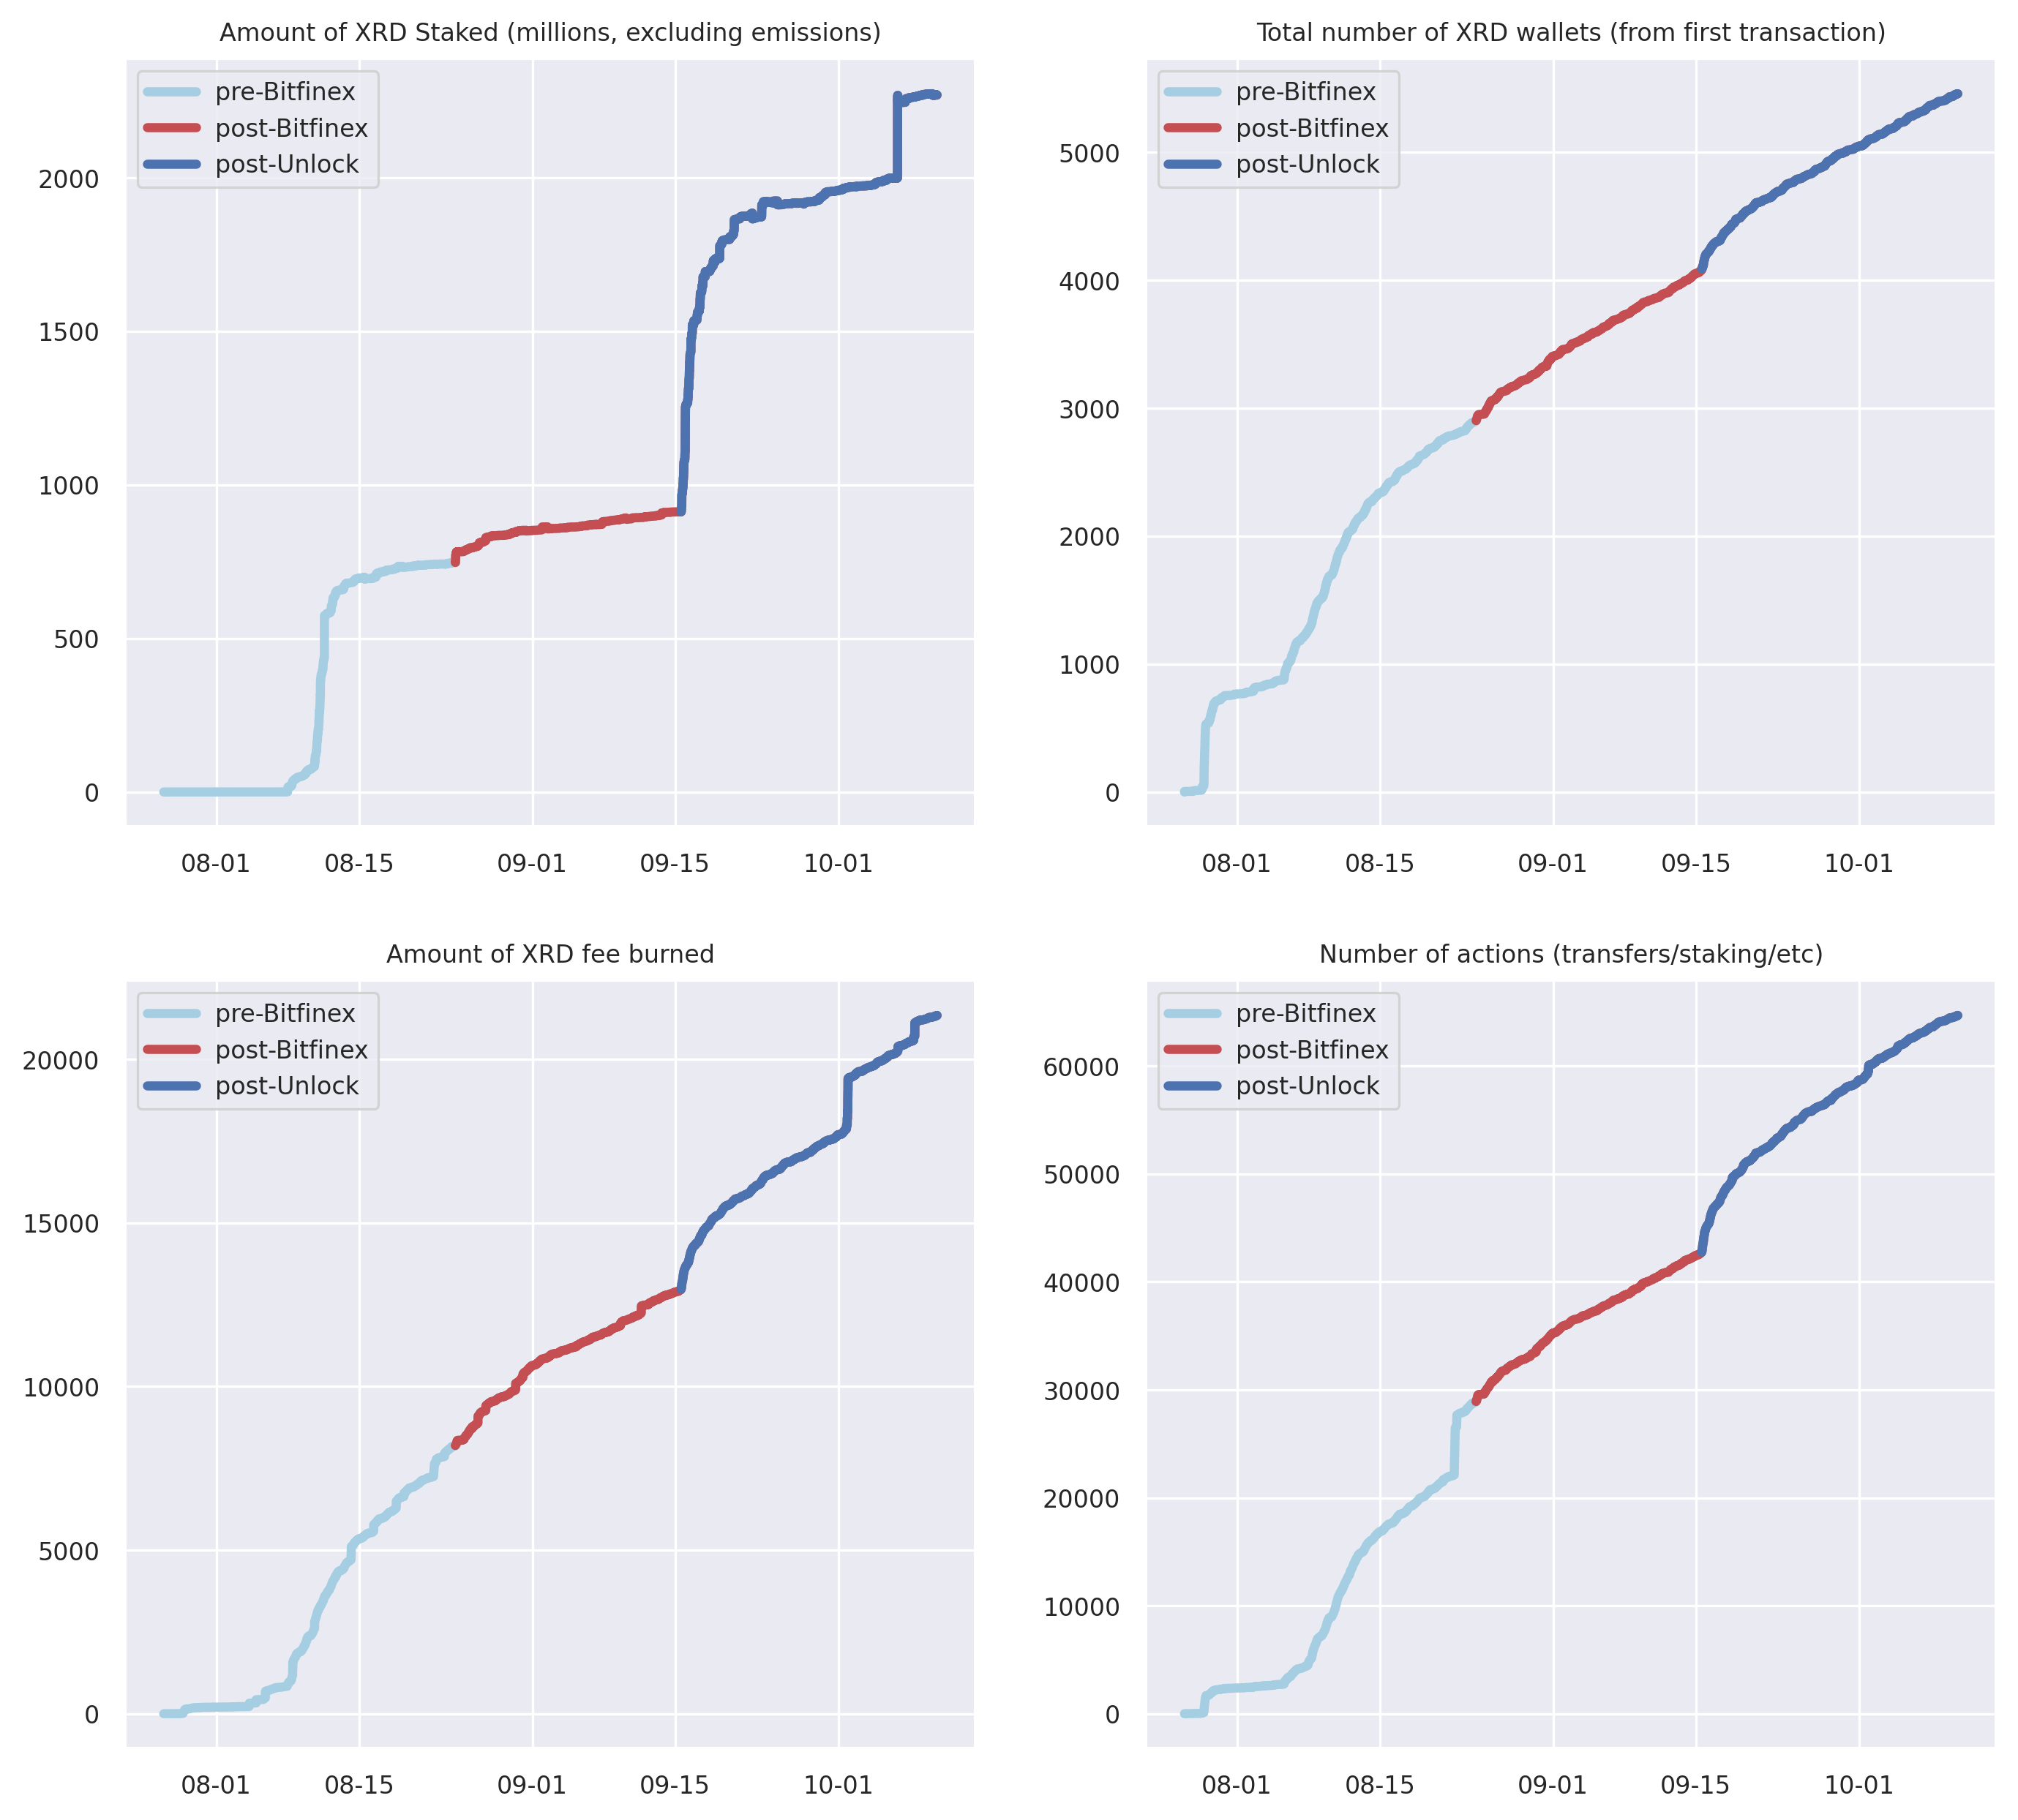 Amount of XRD Staked (millions, excluding emissions)
pre-Bitfinex
post-Bitfinex
post-Unlock
2000
1500
1000
500
0
08-01 08-15 09-01 09-15 10-01
Total number of XRD wallets (from first transaction)
pre-Bitfinex
post-Bitfinex
post-Unlock
5000
4000
3000
2000
1000
0
08-01 08-15 09-01 09-15 10-01
Amount of XRD fee burned
pre-Bitfinex
post-Bitfinex
post-Unlock
20000
15000
10000
5000
0
08-01 08-15 09-01 09-15 10-01
Number of actions (transfers/staking/etc)
pre-Bitfinex
post-Bitfinex
post-Unlock
60000
50000
40000
30000
20000
10000
0
08-01 08-15 09-01 09-15 10-01